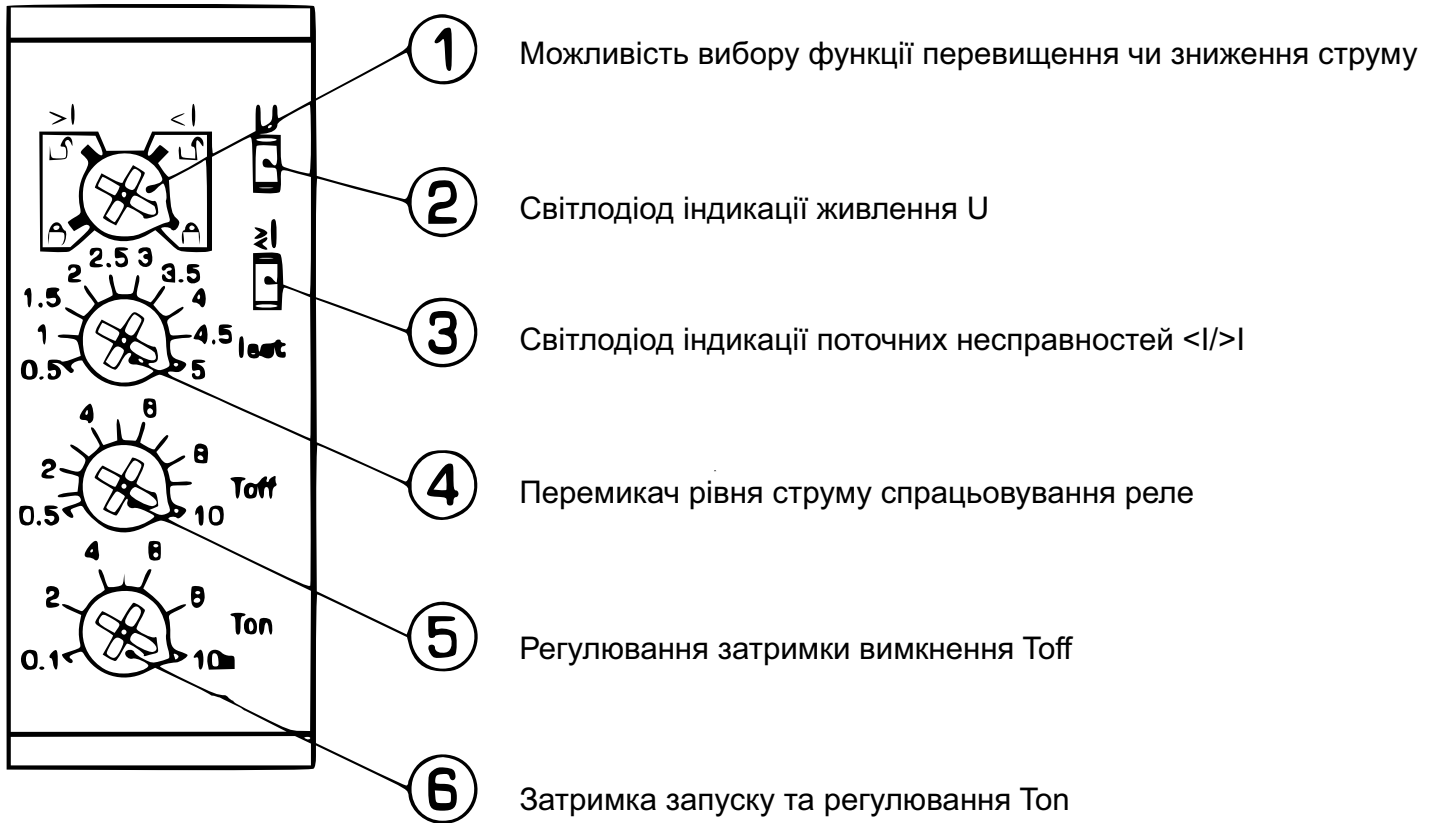 1 Можливість вибору функції перевищення чи зниження струму
>I <I U
2 Світлодіод індикації живлення U
≷I
2 2.5 3 3.5
1.5 4
1 4.5 Iset
0.5 5
3 Світлодіод індикації поточних несправностей <I/>I
4 6
2 8 Toff
0.5 10
4 Перемикач рівня струму спрацьовування реле
4 6
2 8 Ton
0.1 10
5 Регулювання затримки вимкнення Toff
6 Затримка запуску та регулювання Ton